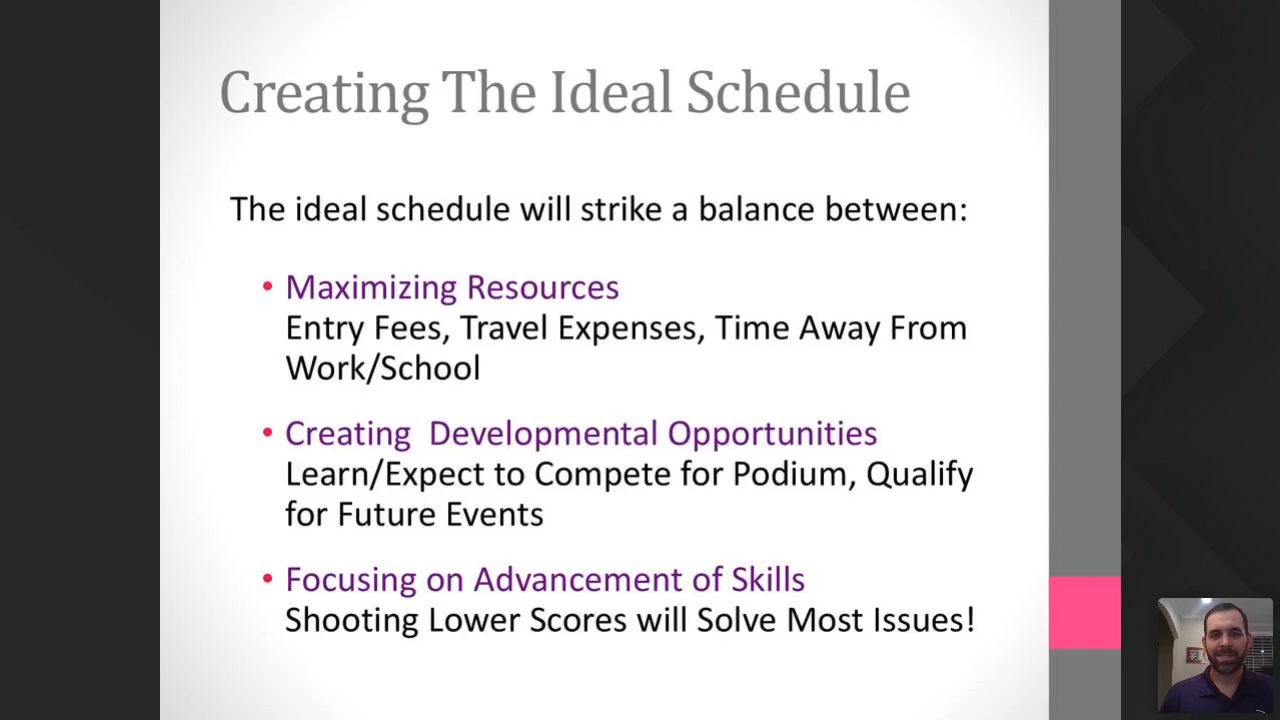 Creating The Ideal Schedule
The ideal schedule will strike a balance between:
• Maximizing Resources
Entry Fees, Travel Expenses, Time Away From
Work/School
• Creating  Developmental Opportunities
Learn/Expect to Compete for Podium, Qualify
for Future Events
• Focusing on Advancement of Skills
Shooting Lower Scores will Solve Most Issues!